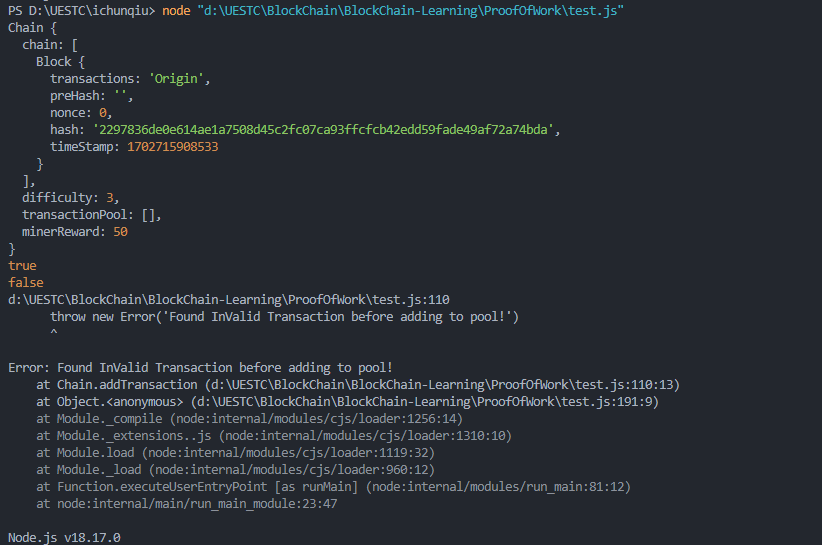 PS D:\UESTC\ichunqiu> node "d:\UESTC\BlockChain\BlockChain-Learning\ProofOfWork\test.js"
Chain {
  chain: [
    Block {
      transactions: 'Origin',
      preHash: '',
      nonce: 0,
      hash: '2297836de0e614ae1a7508d45c2fc07ca93ffcfcb42edd59fade49af72a74bda',
      timeStamp: 1702715908533
    }
  ],
  difficulty: 3,
  transactionPool: [],
  minerReward: 50
}
true
false
d:\UESTC\BlockChain\BlockChain-Learning\ProofOfWork\test.js:110
      throw new Error('Found InValid Transaction before adding to pool!')
      ^
Error: Found InValid Transaction before adding to pool!
    at Chain.addTransaction (d:\UESTC\BlockChain\BlockChain-Learning\ProofOfWork\test.js:110:13)
    at Object.<anonymous> (d:\UESTC\BlockChain\BlockChain-Learning\ProofOfWork\test.js:191:9)
    at Module._compile (node:internal/modules/cjs/loader:1256:14)
    at Module._extensions..js (node:internal/modules/cjs/loader:1310:10)
    at Module.load (node:internal/modules/cjs/loader:1119:32)
    at Module._load (node:internal/modules/cjs/loader:960:12)
    at Function.executeUserEntryPoint [as runMain] (node:internal/modules/run_main:81:12)
    at node:internal/main/run_main_module:23:47
Node.js v18.17.0